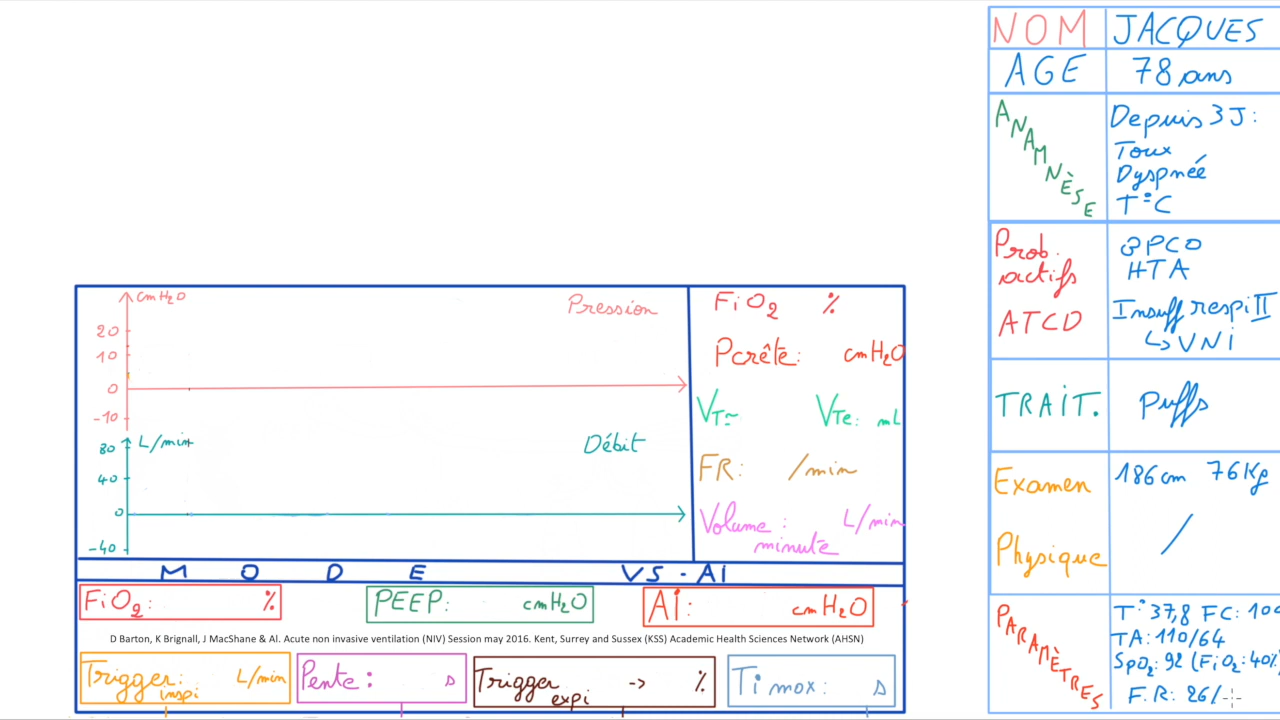 NOM JACQUES
AGE 78 ans
ANAMNÈSE
Depuis 3 J:
Toux
Dyspnée
T°C
Prob. actifs
ATCD
BPCO
HTA
Insuff respi II
↳ VNi
TRAiT. Puffs
Examen Physique
186 cm 76 Kg
/
PARAMÈTRES
T° 37,8 FC: 100
TA: 110/64
SpO2: 92 (FiO2: 40%
F.R: 26/
cmH2O Pression
20
10
0
-10
L/min Débit
80
40
0
-40
FiO2 %
Pcrête: cmH2O
VT~ VTe: mL
FR: /min
Volume minute : L/min
MODE VS-Ai
FiO2: % PEEP: cmH2O Ai: cmH2O
D Barton, K Brignall, J MacShane & Al. Acute non invasive ventilation (NIV) Session may 2016. Kent, Surrey and Sussex (KSS) Academic Health Sciences Network (AHSN)
Trigger inspi : L/min Pente: s Trigger expi -> % Ti max: s